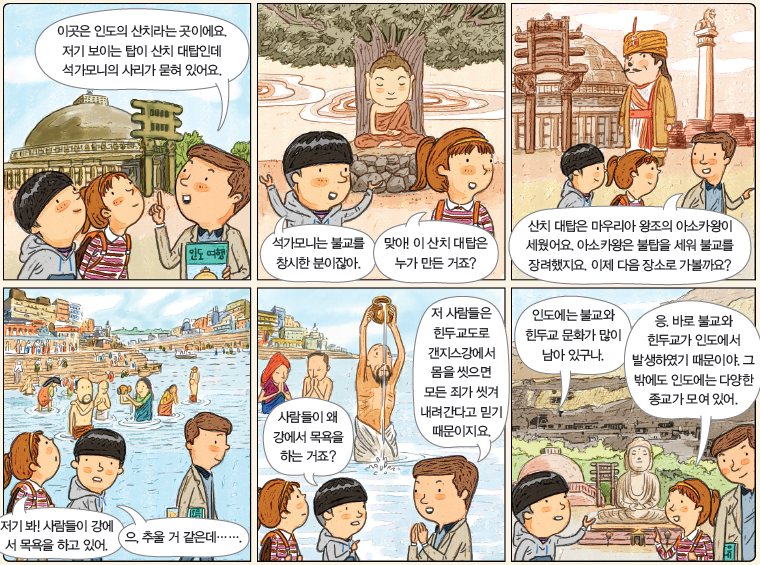 이곳은 인도의 산치라는 곳이에요.
저기 보이는 탑이 산치 대탑인데
석가모니의 사리가 묻혀 있어요.
인도 여행
석가모니는 불교를
창시한 분이잖아.
맞아! 이 산치 대탑은
누가 만든 거죠?
산치 대탑은 마우리아 왕조의 아소카왕이
세웠어요. 아소카왕은 불탑을 세워 불교를
장려했지요. 이제 다음 장소로 가볼까요?
저기 봐! 사람들이 강에
서 목욕을 하고 있어.
으, 추울 거 같은데…….
사람들이 왜
강에서 목욕을
하는 거죠?
저 사람들은
힌두교도로
갠지스강에서
몸을 씻으면
모든 죄가 씻겨
내려간다고 믿기
때문이지요.
인도에는 불교와
힌두교 문화가 많이
남아 있구나.
응. 바로 불교와
힌두교가 인도에서
발생하였기 때문이야. 그
밖에도 인도에는 다양한
종교가 모여 있어.